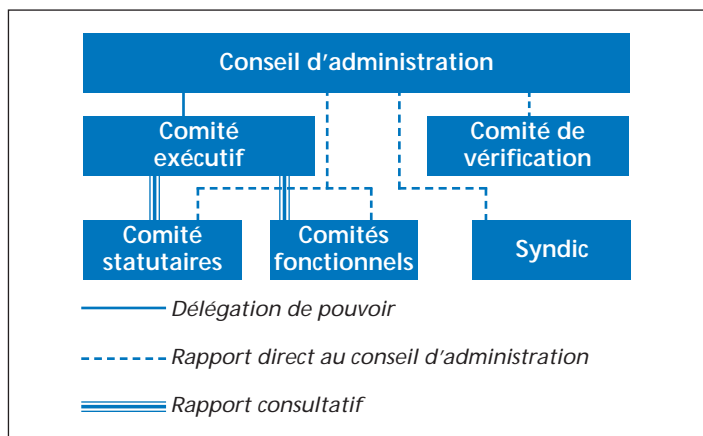 Conseil d'administration
Comité
exécutif
Comité de
vérification
Comité
statutaires
Comités
fonctionnels
Syndic
Délégation de pouvoir
Rapport direct au conseil d'administration
Rapport consultatif